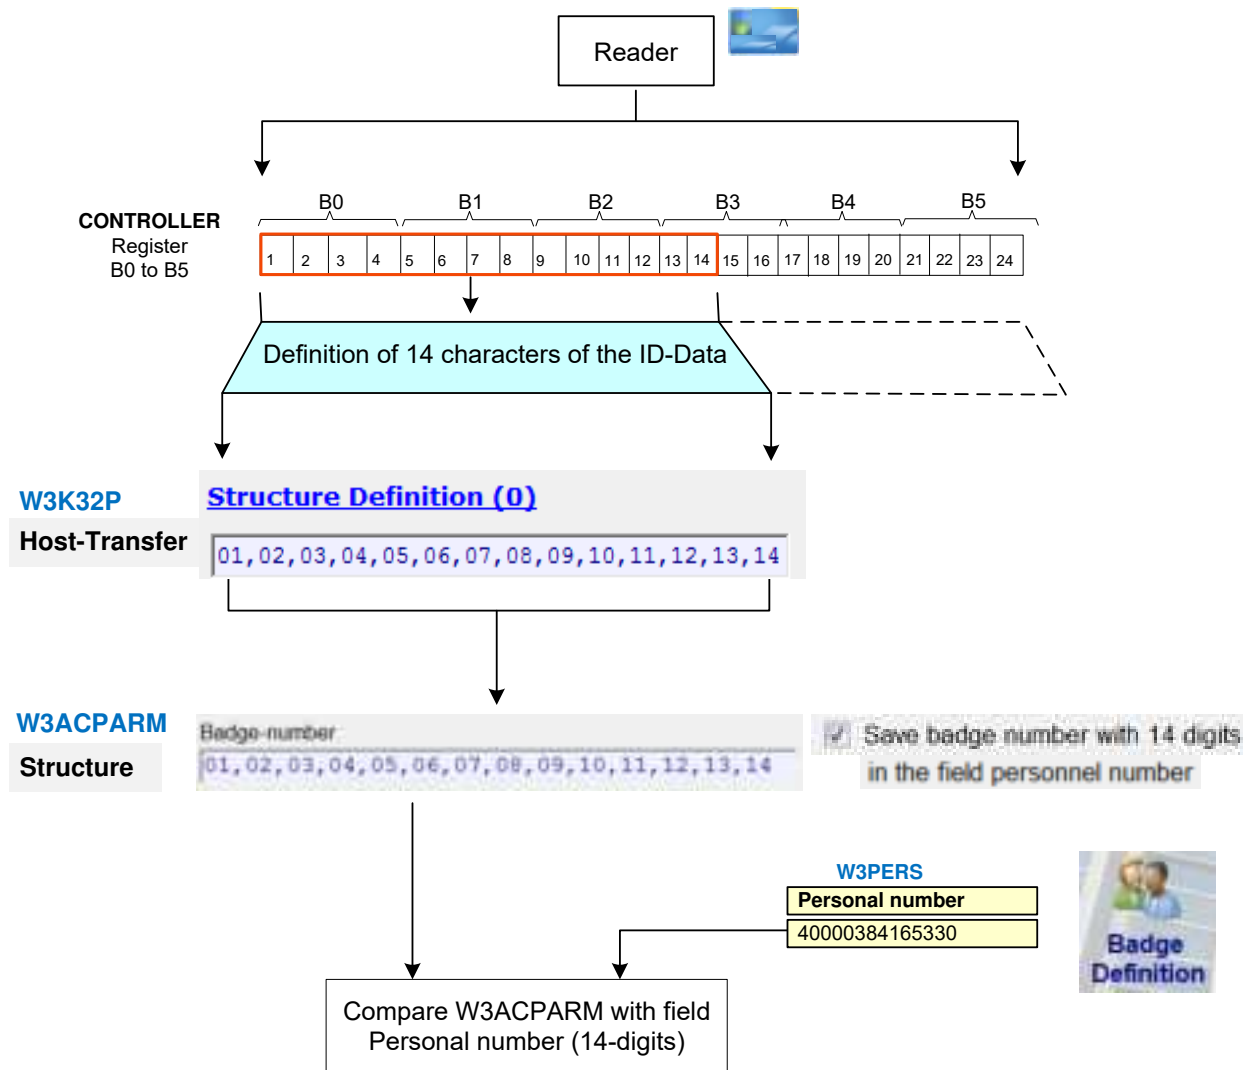 Reader
B0 B1 B2 B3 B4 B5
CONTROLLER
Register
B0 to B5
1 2 3 4 5 6 7 8 9 10 11 12 13 14 15 16 17 18 19 20 21 22 23 24
Definition of 14 characters of the ID-Data
W3K32P
Host-Transfer
Structure Definition (0)
01,02,03,04,05,06,07,08,09,10,11,12,13,14
W3ACPARM
Structure
Badge-number
01,02,03,04,05,06,07,08,09,10,11,12,13,14
Save badge number with 14 digits
in the field personnel number
W3PERS
Personal number
40000384165330
Badge
Definition
Compare W3ACPARM with field
Personal number (14-digits)